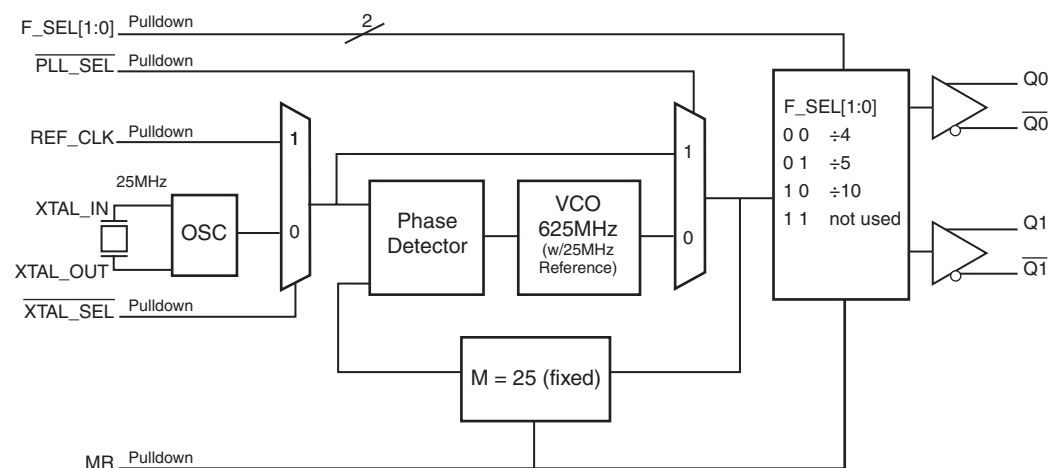 F_SEL[1:0] Pulldown 2
PLL_SEL Pulldown
REF_CLK Pulldown
1
0
25MHz
XTAL_IN
OSC
XTAL_OUT
XTAL_SEL Pulldown
Phase
Detector
VCO
625MHz
(w/25MHz
Reference)
1
0
M = 25 (fixed)
F_SEL[1:0]
0 0 ÷4
0 1 ÷5
1 0 ÷10
1 1 not used
Q0
Q0
Q1
Q1
MR Pulldown